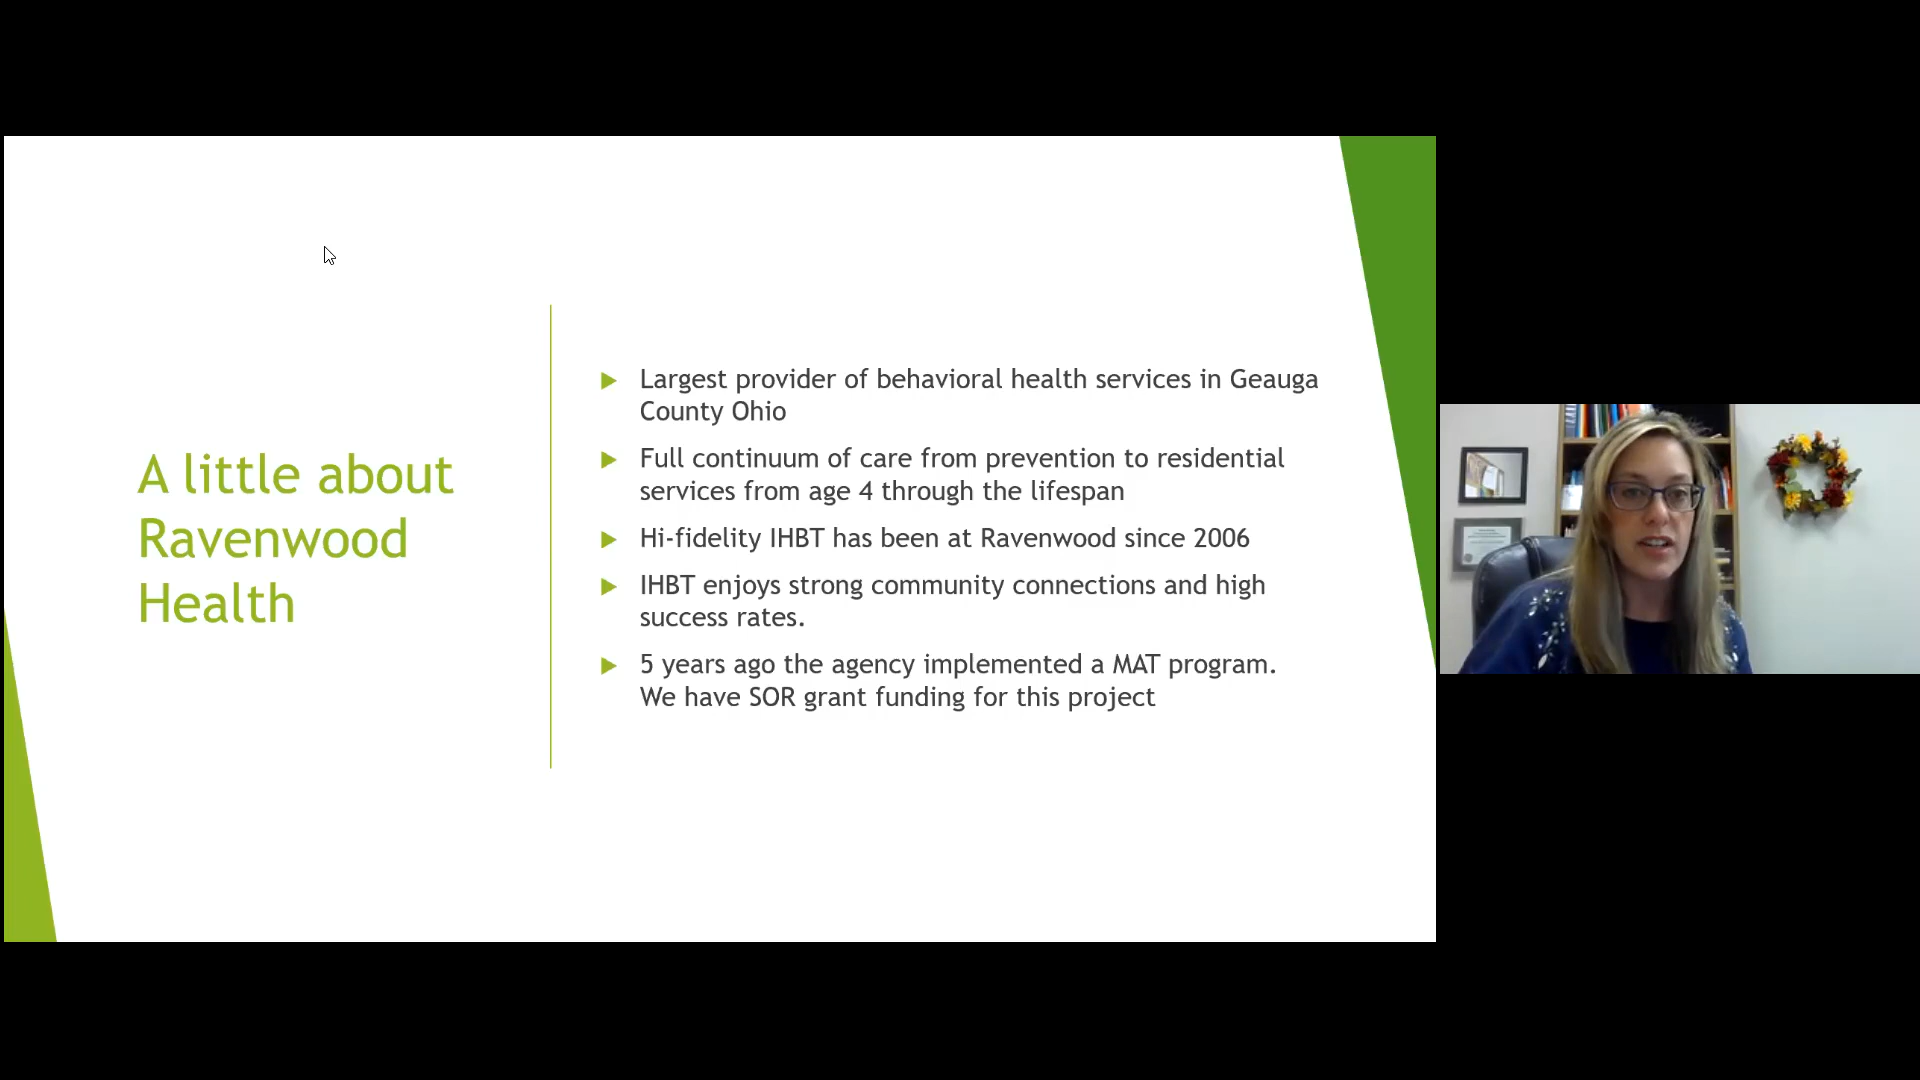 A little about
Ravenwood
Health
Largest provider of behavioral health services in Geauga
County Ohio
Full continuum of care from prevention to residential
services from age 4 through the lifespan
Hi-fidelity IHBT has been at Ravenwood since 2006
IHBT enjoys strong community connections and high
success rates.
5 years ago the agency implemented a MAT program.
We have SOR grant funding for this project